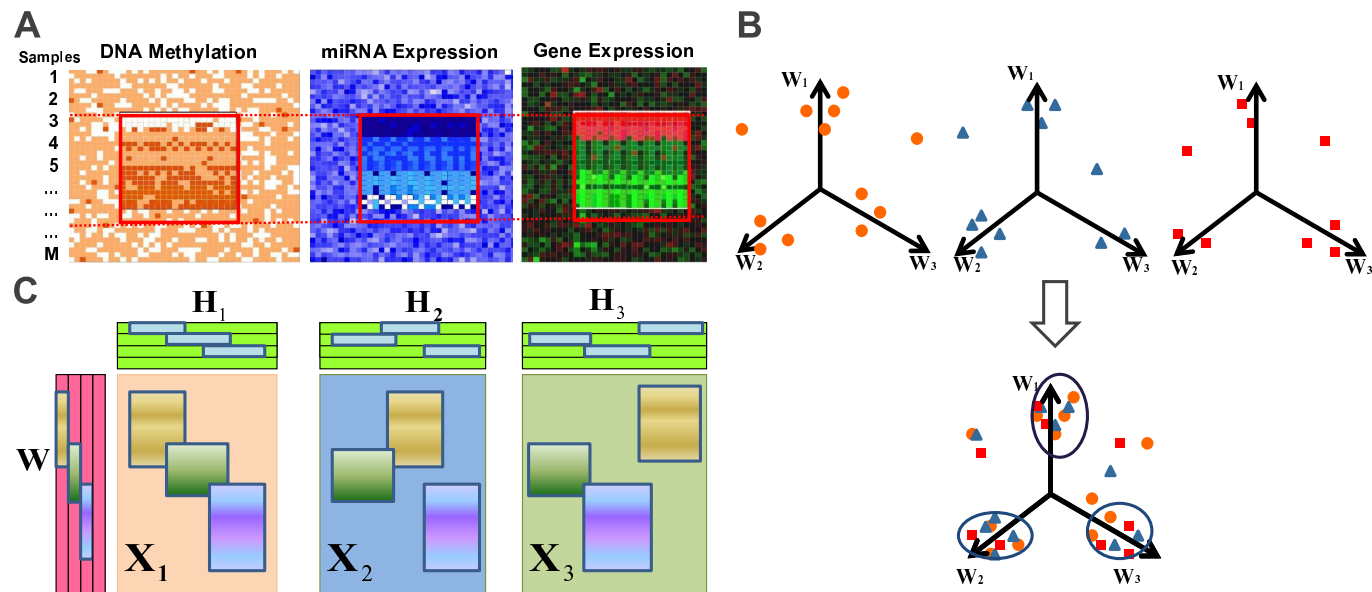 A
DNA Methylation
miRNA Expression
Gene Expression
Samples
1
2
3
4
5
...
...
...
M
B
W1
W2
W3
W1
W2
W3
W1
W2
W3
W1
W2
W3
C
H1
H2
H3
W
X1
X2
X3